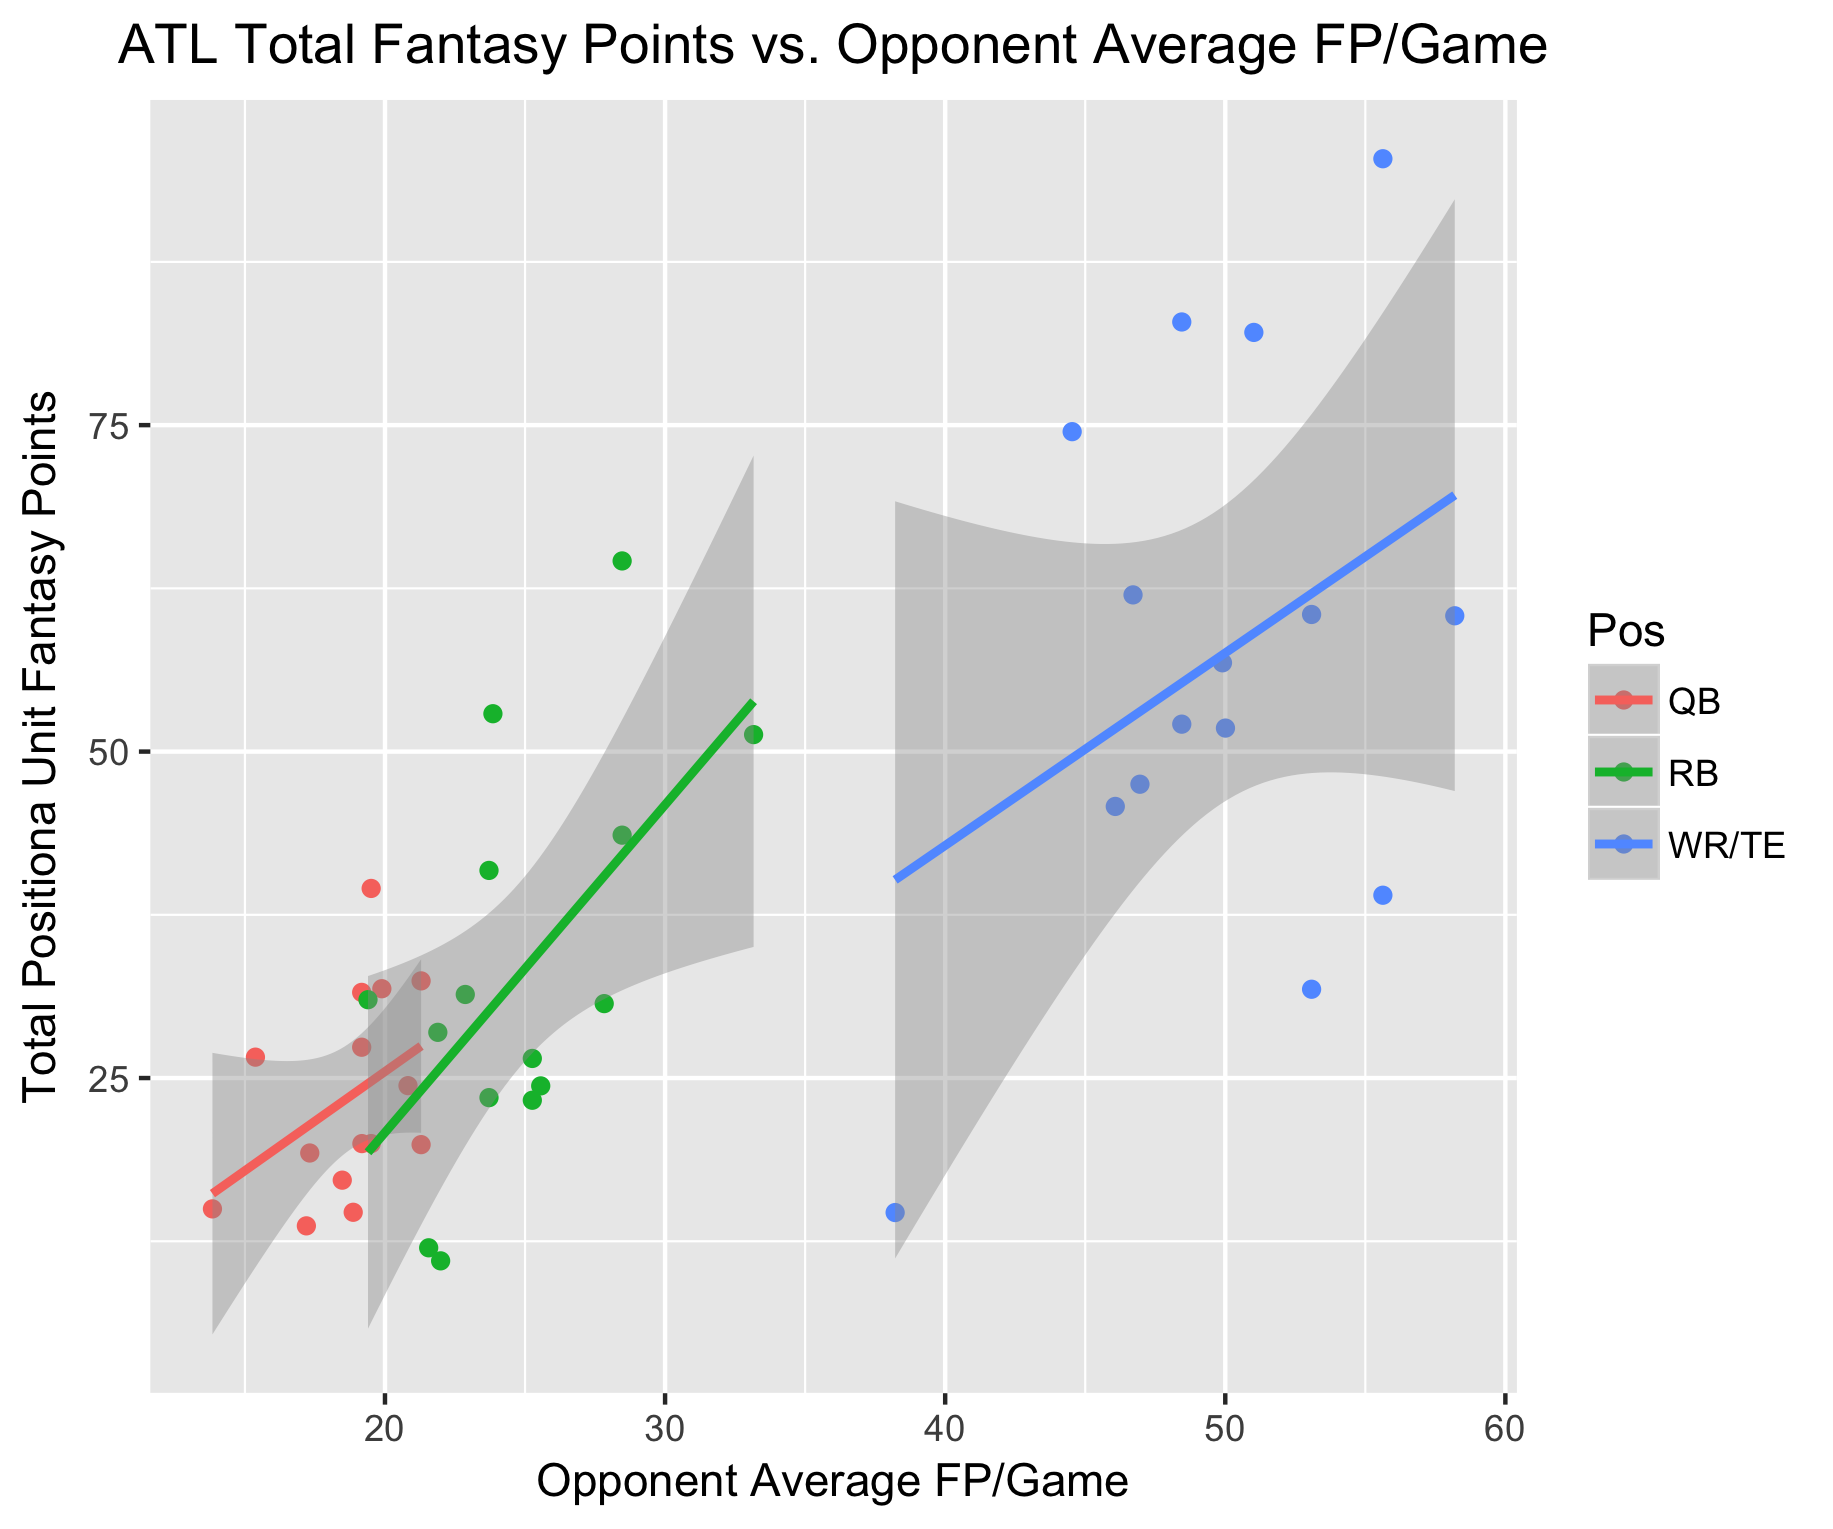 ATL Total Fantasy Points vs. Opponent Average FP/Game
Total Positiona Unit Fantasy Points
75
50
25
20
30
40
50
60
Opponent Average FP/Game
Pos
QB
RB
WR/TE